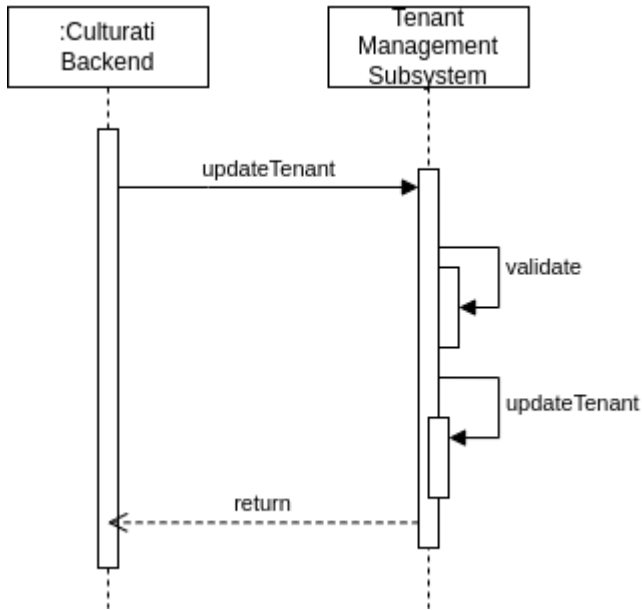 :Culturati
Backend
Tenant
Management
Subsystem
updateTenant
validate
updateTenant
return